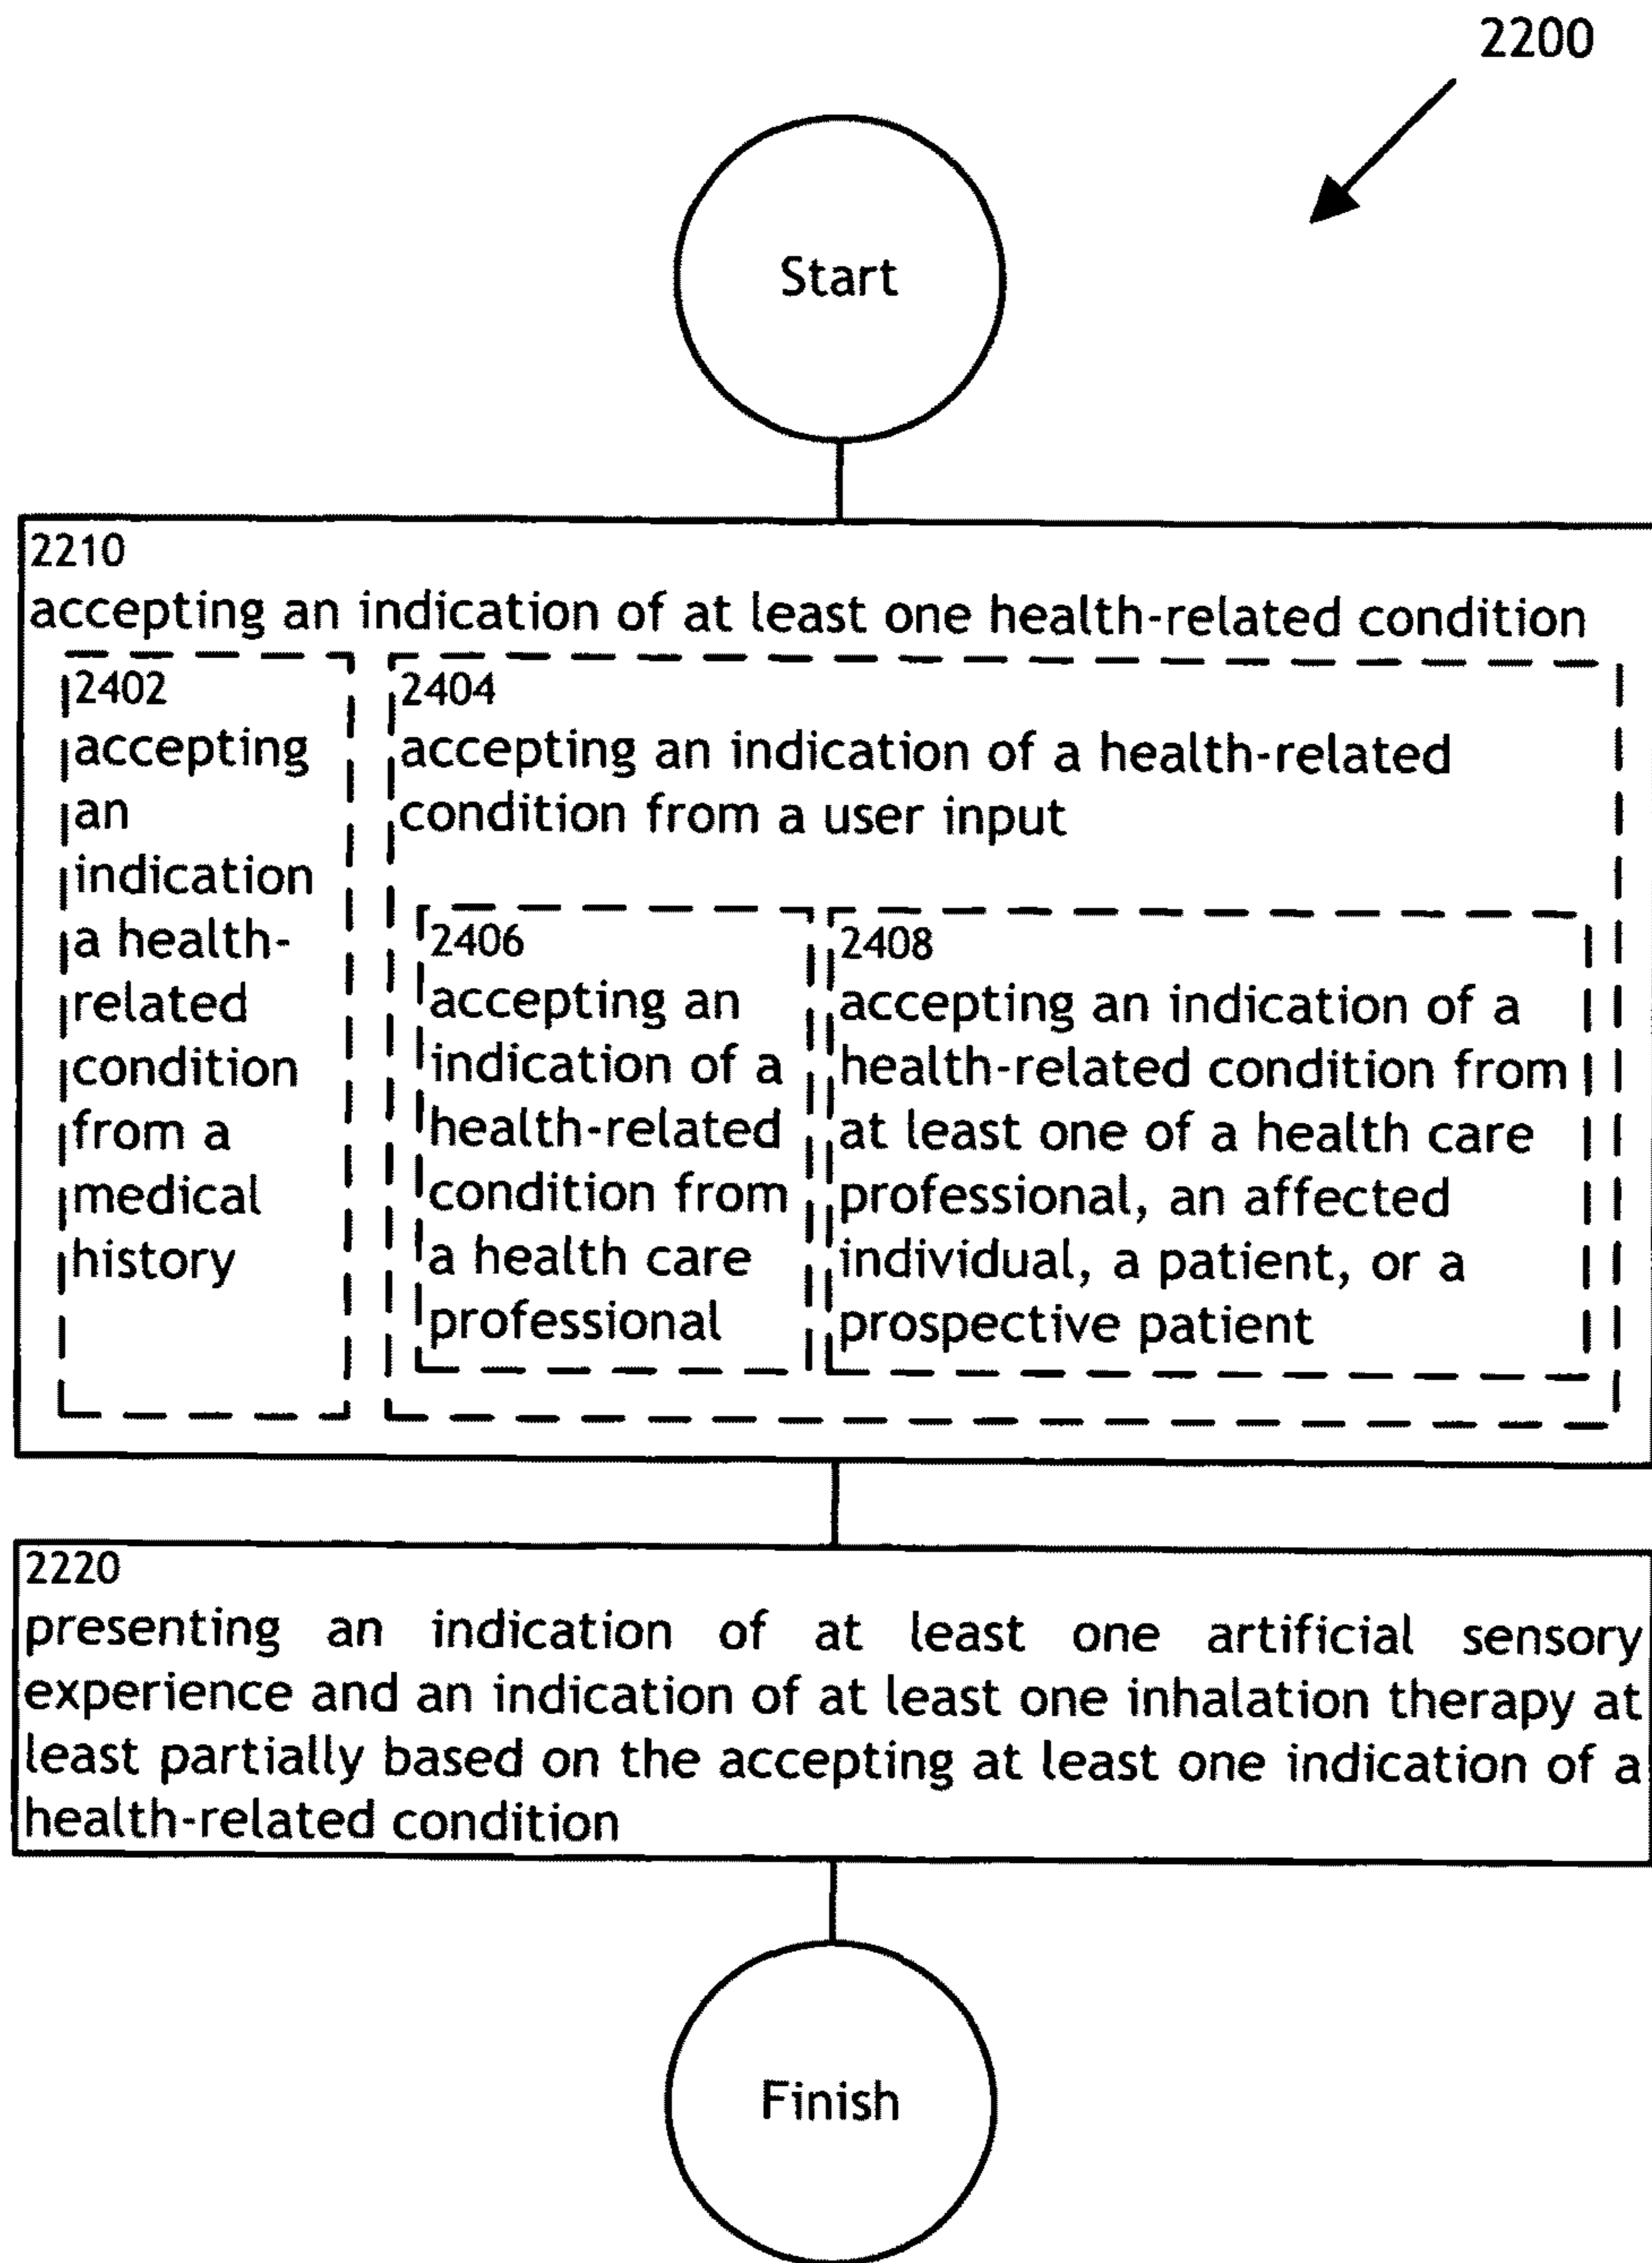 2200
Start
2210
accepting an indication of at least one health-related condition
2402
accepting
an
indication
a health-
related
condition
from a
medical
history
2404
accepting an indication of a health-related
condition from a user input
2406
accepting an
indication of a
health-related
condition from
a health care
professional
2408
accepting an indication of a
health-related condition from
at least one of a health care
professional, an affected
individual, a patient, or a
prospective patient
2220
presenting an indication of at least one artificial sensory
experience and an indication of at least one inhalation therapy at
least partially based on the accepting at least one indication of a
health-related condition
Finish